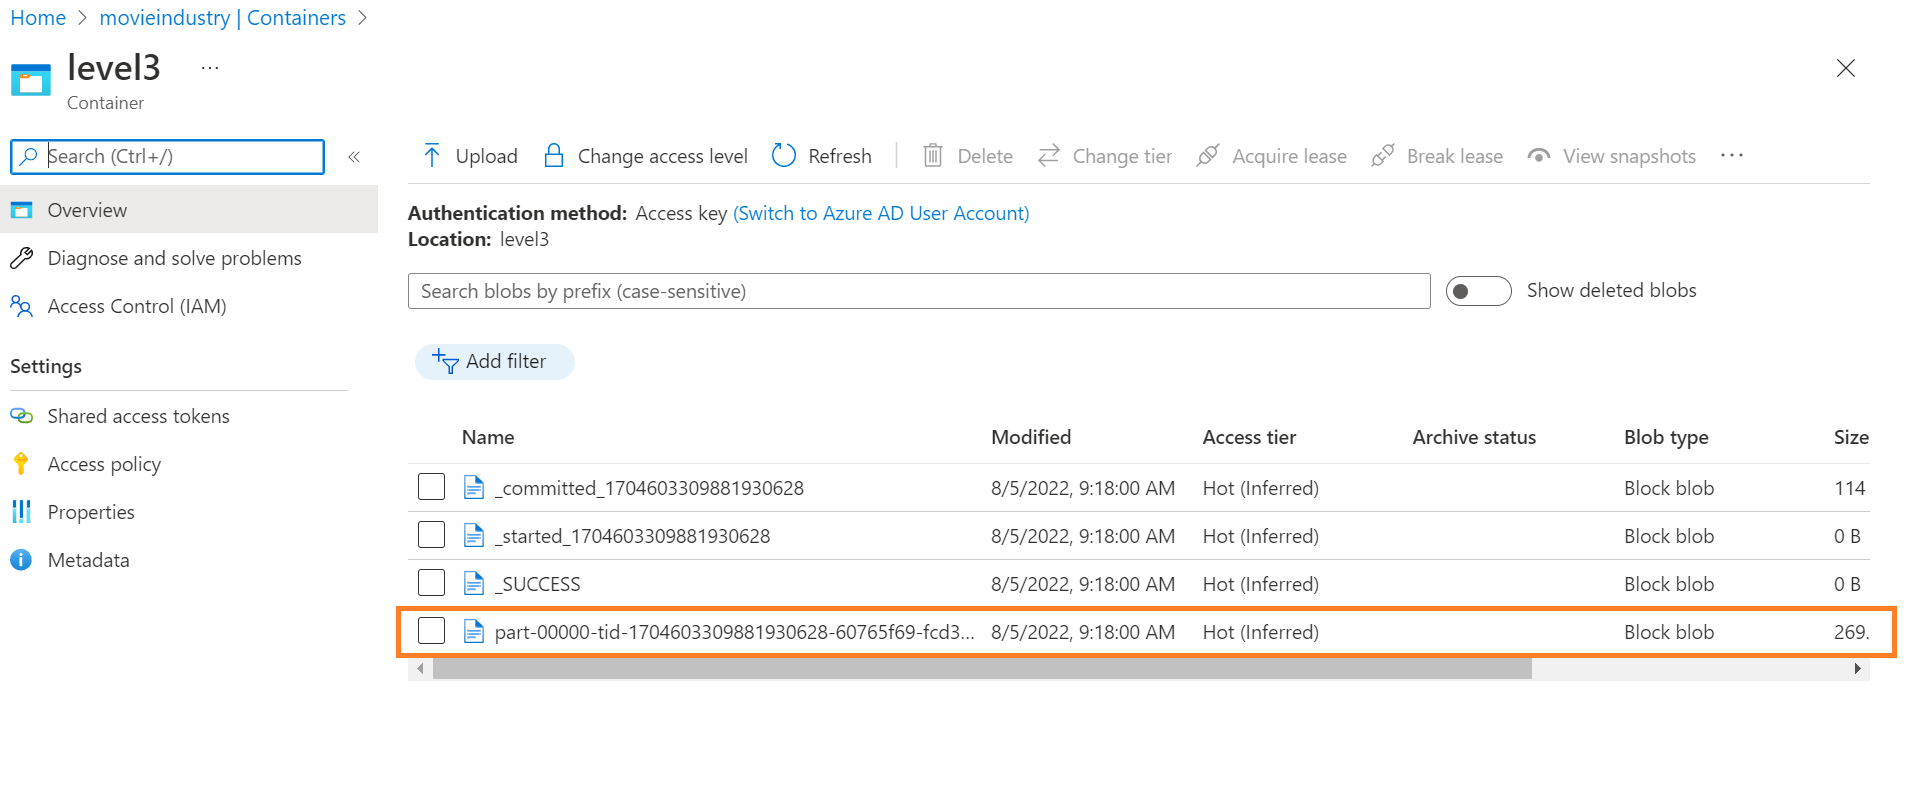 Home > movieindustry | Containers >
level3 ...
Container
Search (Ctrl+/) «
Overview
Diagnose and solve problems
Access Control (IAM)
Settings
Shared access tokens
Access policy
Properties
Metadata
Upload Change access level Refresh | Delete Change tier Acquire lease Break lease View snapshots ...
Authentication method: Access key (Switch to Azure AD User Account)
Location: level3
Search blobs by prefix (case-sensitive) Show deleted blobs
Add filter
Name Modified Access tier Archive status Blob type Size
_committed_1704603309881930628 8/5/2022, 9:18:00 AM Hot (Inferred) Block blob 114
_started_1704603309881930628 8/5/2022, 9:18:00 AM Hot (Inferred) Block blob 0 B
_SUCCESS 8/5/2022, 9:18:00 AM Hot (Inferred) Block blob 0 B
part-00000-tid-1704603309881930628-60765f69-fcd3... 8/5/2022, 9:18:00 AM Hot (Inferred) Block blob 269.